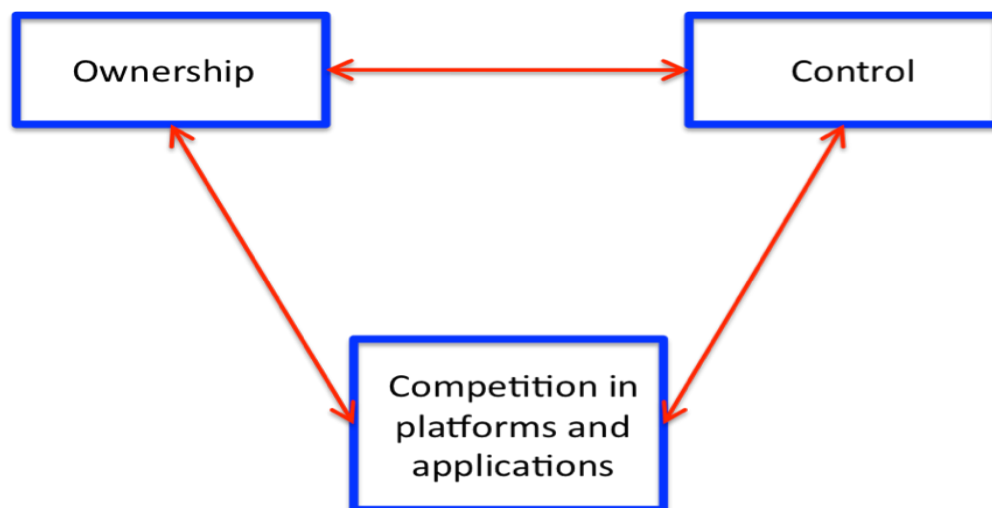 Ownership
Control
Competition in
platforms and
applications